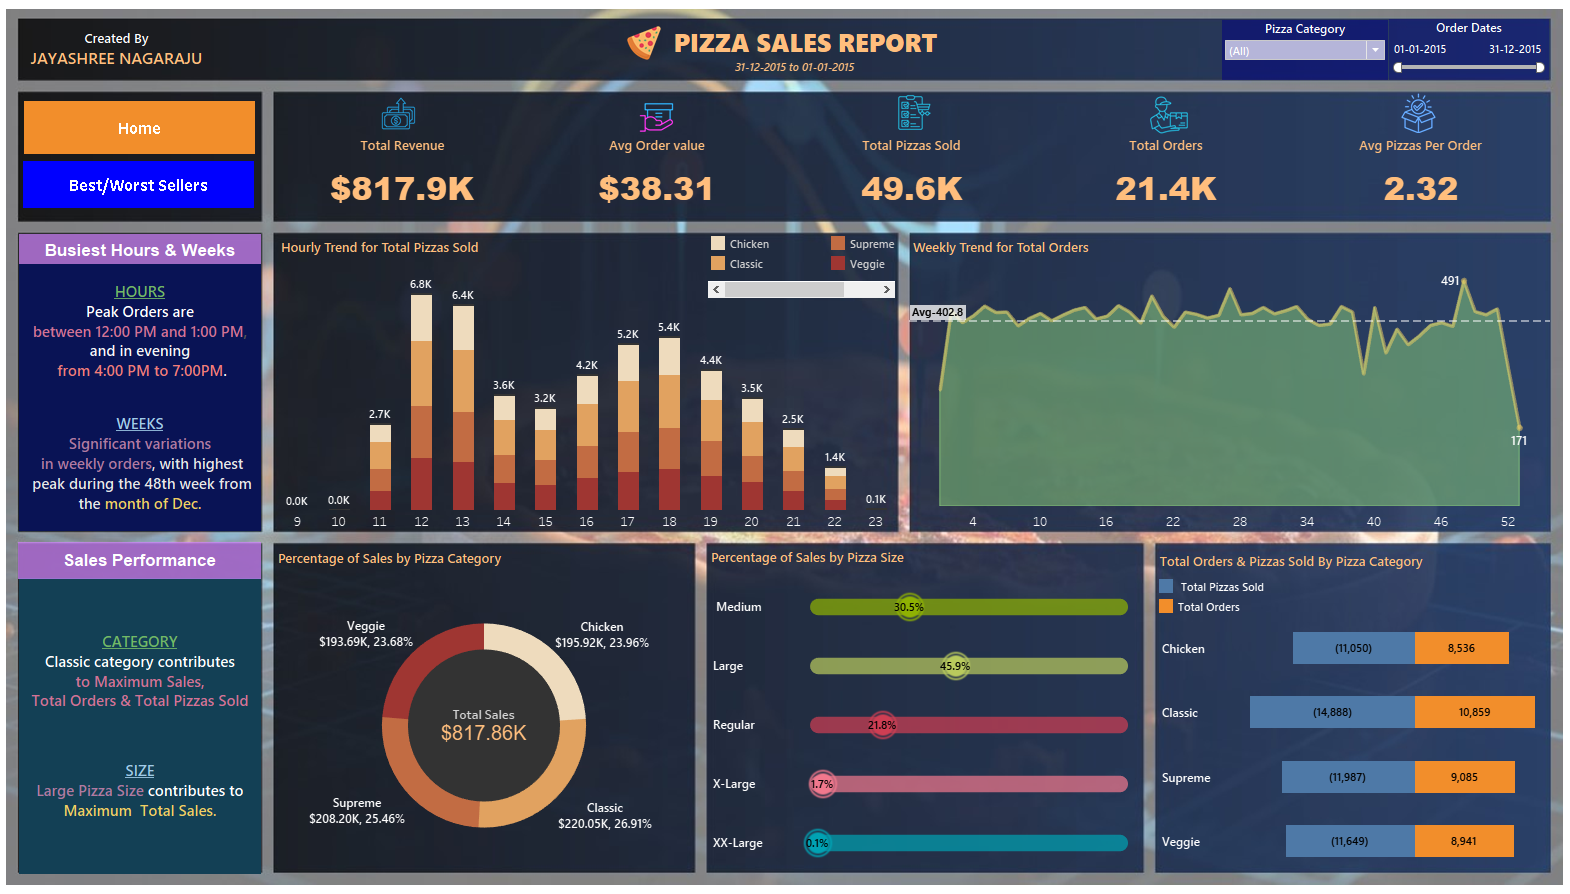 Created By
JAYASHREE NAGARAJU
PIZZA SALES REPORT
31-12-2015 to 01-01-2015
Pizza Category
(All)
Order Dates
01-01-2015 31-12-2015
Home
Best/Worst Sellers
Total Revenue
$817.9K
Avg Order value
$38.31
Total Pizzas Sold
49.6K
Total Orders
21.4K
Avg Pizzas Per Order
2.32
Busiest Hours & Weeks
HOURS
Peak Orders are
between 12:00 PM and 1:00 PM,
and in evening
from 4:00 PM to 7:00PM.
WEEKS
Significant variations
in weekly orders, with highest
peak during the 48th week from
the month of Dec.
Hourly Trend for Total Pizzas Sold
Chicken Supreme
Classic Veggie
0.0K 0.0K 2.7K 6.8K 6.4K 3.6K 3.2K 4.2K 5.2K 5.4K 4.4K 3.5K 2.5K 1.4K 0.1K
9 10 11 12 13 14 15 16 17 18 19 20 21 22 23
Weekly Trend for Total Orders
491
Avg-402.8
171
4 10 16 22 28 34 40 46 52
Sales Performance
CATEGORY
Classic category contributes
to Maximum Sales,
Total Orders & Total Pizzas Sold
SIZE
Large Pizza Size contributes to
Maximum Total Sales.
Percentage of Sales by Pizza Category
Veggie
$193.69K, 23.68%
Chicken
$195.92K, 23.96%
Total Sales
$817.86K
Supreme
$208.20K, 25.46%
Classic
$220.05K, 26.91%
Percentage of Sales by Pizza Size
Medium 30.5%
Large 45.9%
Regular 21.8%
X-Large 1.7%
XX-Large 0.1%
Total Orders & Pizzas Sold By Pizza Category
Total Pizzas Sold
Total Orders
Chicken (11,050) 8,536
Classic (14,888) 10,859
Supreme (11,987) 9,085
Veggie (11,649) 8,941